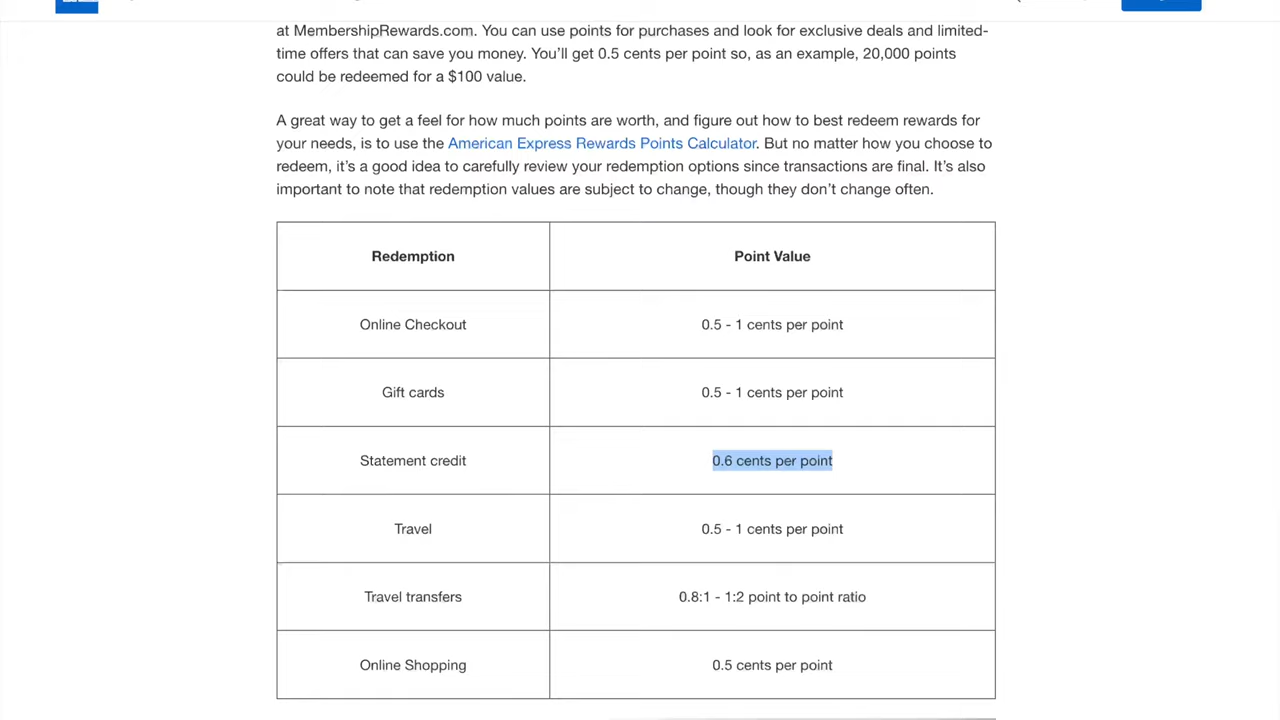 at MembershipRewards.com. You can use points for purchases and look for exclusive deals and limited-
time offers that can save you money. You’ll get 0.5 cents per point so, as an example, 20,000 points
could be redeemed for a $100 value.
A great way to get a feel for how much points are worth, and figure out how to best redeem rewards for
your needs, is to use the American Express Rewards Points Calculator. But no matter how you choose to
redeem, it’s a good idea to carefully review your redemption options since transactions are final. It’s also
important to note that redemption values are subject to change, though they don’t change often.
Redemption Point Value
Online Checkout 0.5 - 1 cents per point
Gift cards 0.5 - 1 cents per point
Statement credit 0.6 cents per point
Travel 0.5 - 1 cents per point
Travel transfers 0.8:1 - 1:2 point to point ratio
Online Shopping 0.5 cents per point